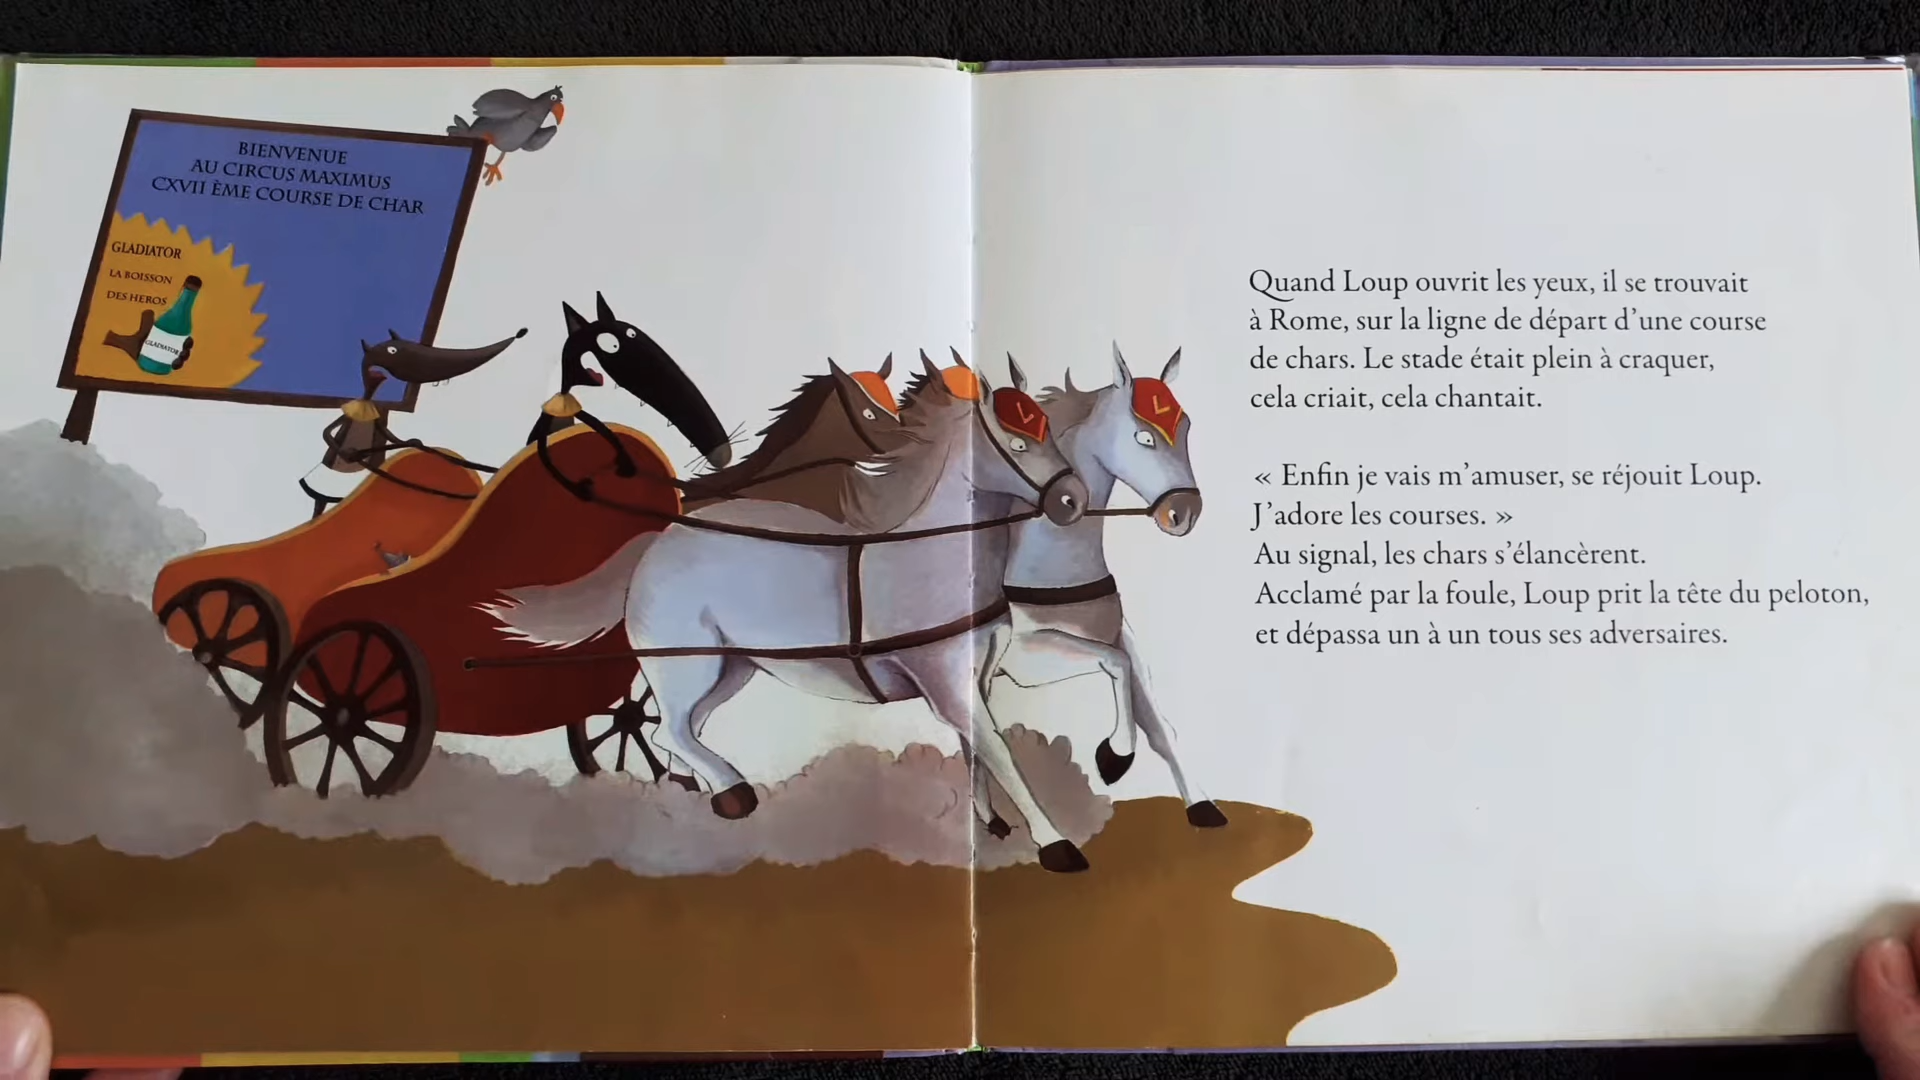 BIENVENUE
AU CIRCUS MAXIMUS
CXVII ÈME COURSE DE CHAR
GLADIATOR
LA BOISSON
DES HEROS
GLADIATOR
L
L
Quand Loup ouvrit les yeux, il se trouvait
à Rome, sur la ligne de départ d’une course
de chars. Le stade était plein à craquer,
cela criait, cela chantait.
« Enfin je vais m’amuser, se réjouit Loup.
J’adore les courses. »
Au signal, les chars s’élancèrent.
Acclamé par la foule, Loup prit la tête du peloton,
et dépassa un à un tous ses adversaires.